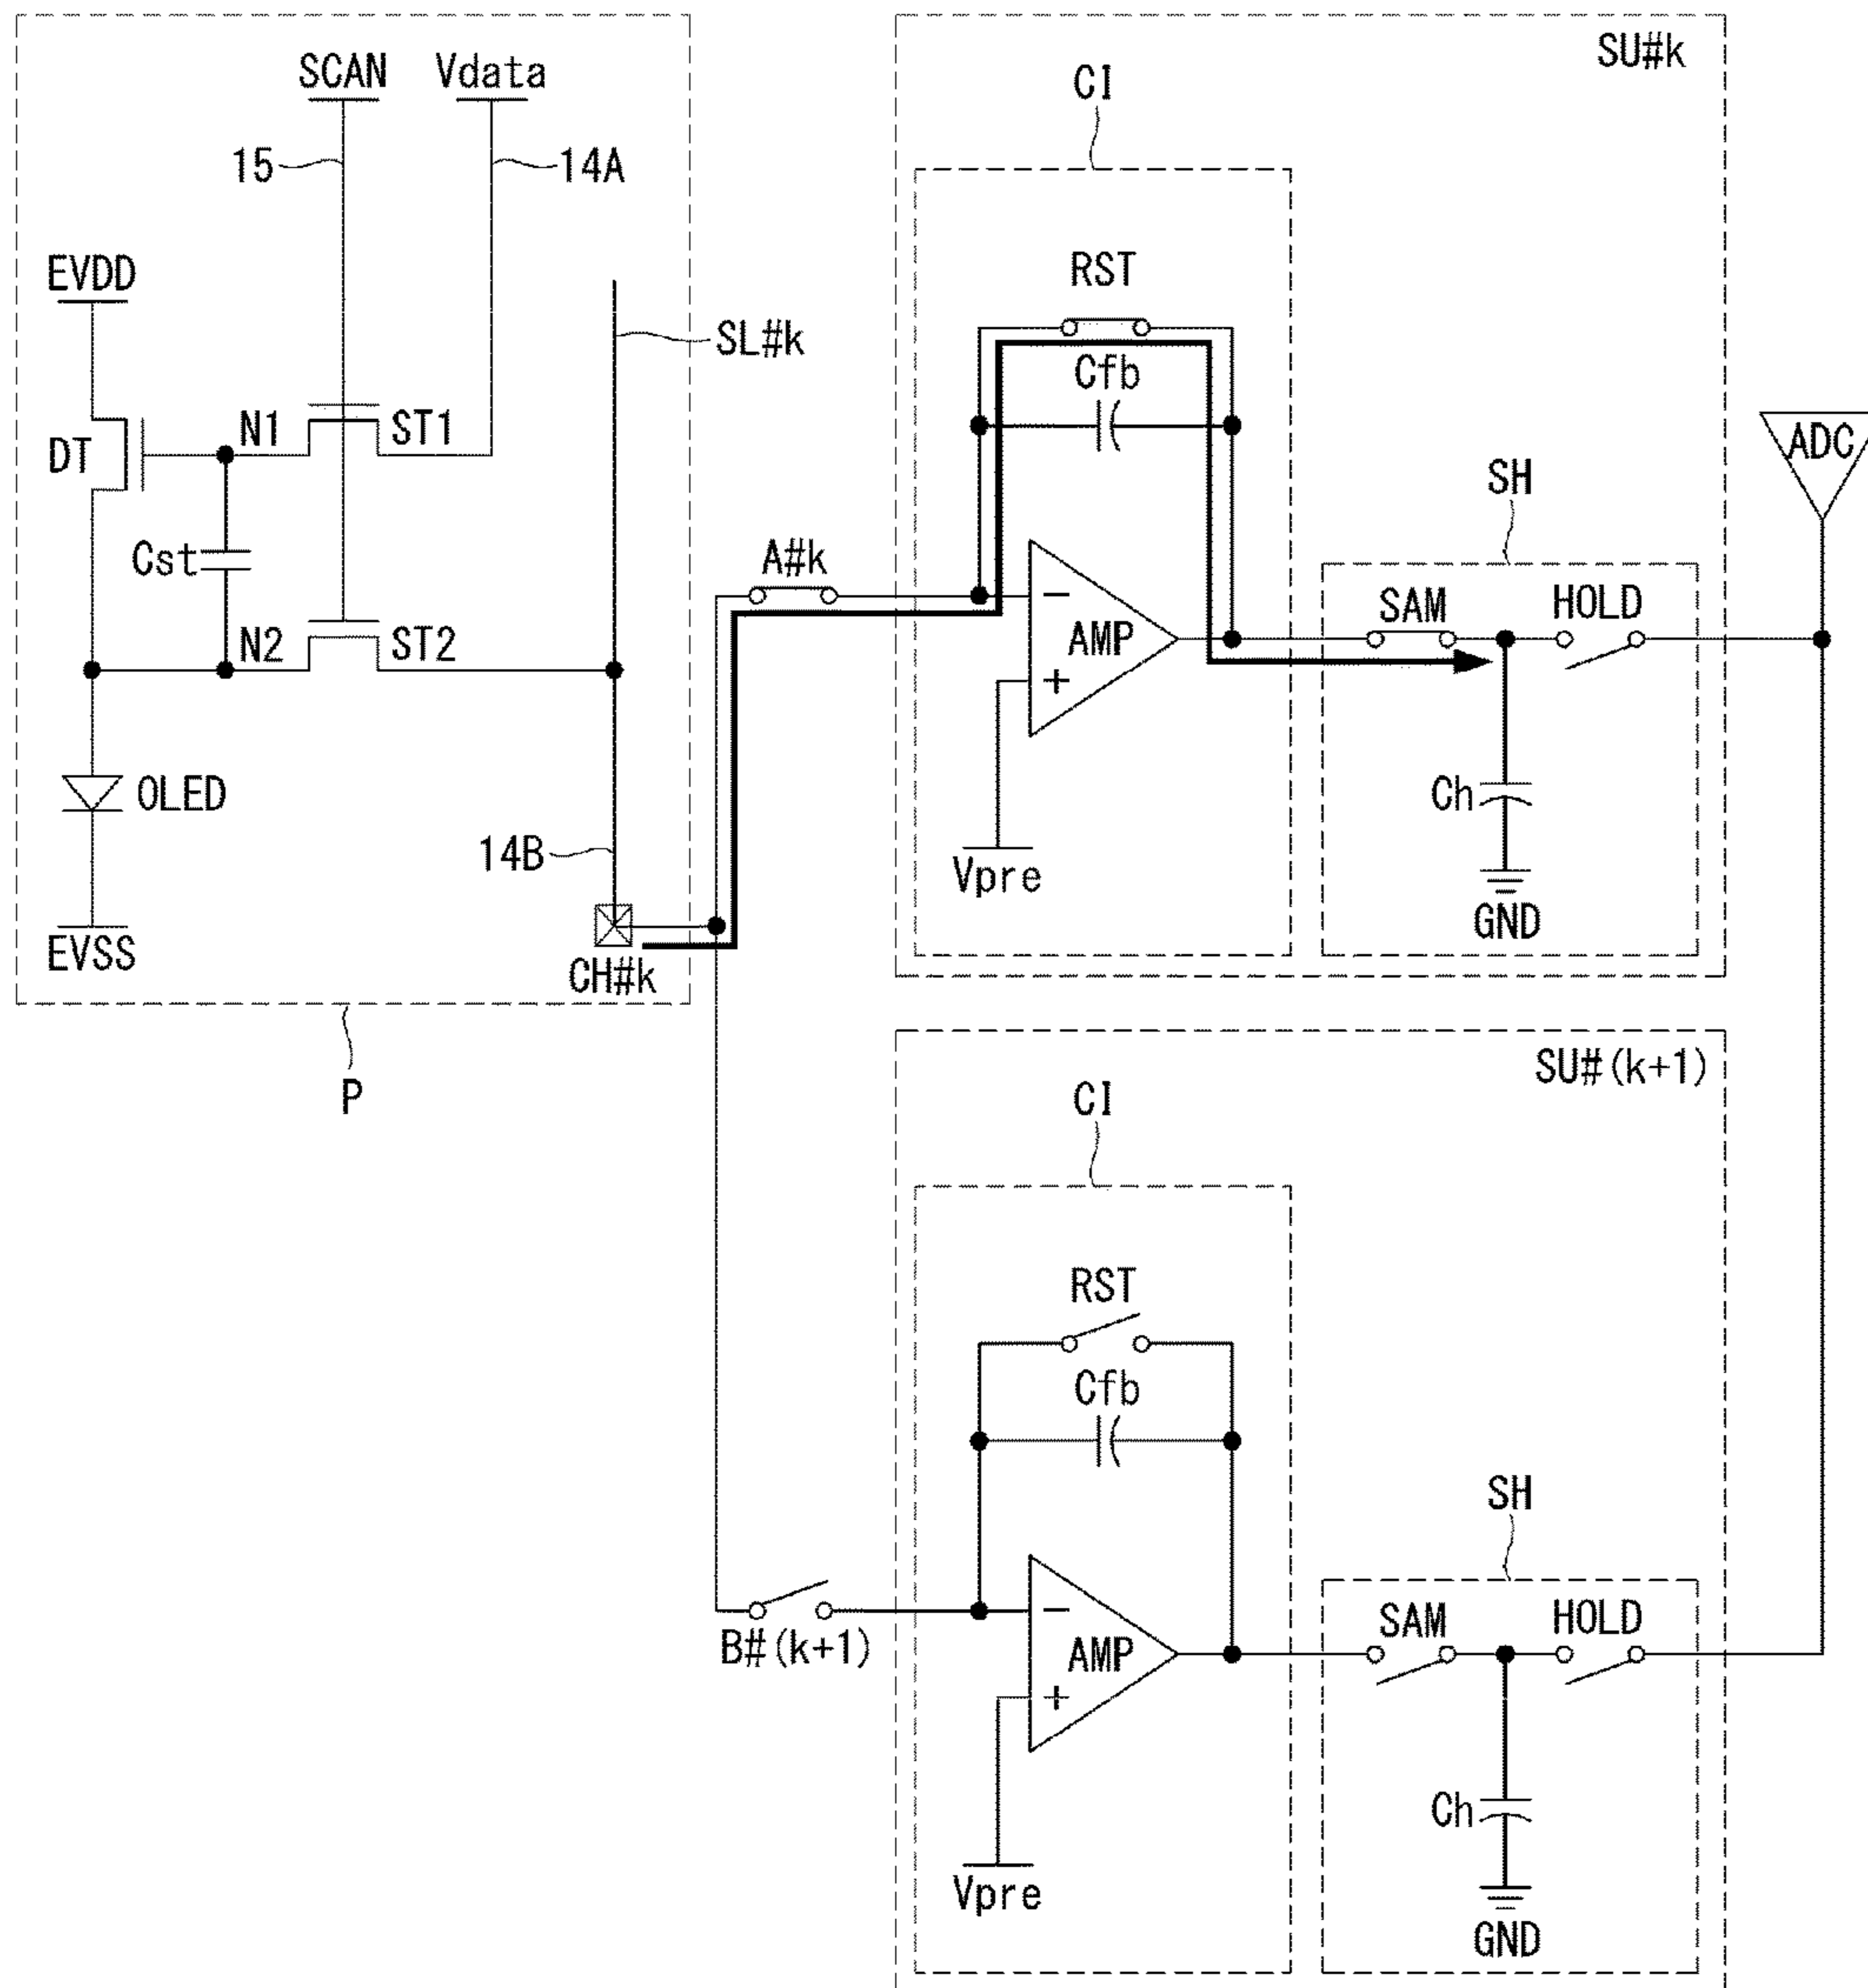 SU#k
SCAN
Vdata
CI
15
14A
EVDD
RST
SL#k
Cfb
N1
ST1
DT
ADC
SH
Cst
A#k
SAM
HOLD
N2
ST2
−
AMP
+
OLED
Ch
14B
Vpre
GND
EVSS
CH#k
P
SU#(k+1)
CI
RST
Cfb
SH
−
SAM
HOLD
B#(k+1)
AMP
+
Ch
Vpre
GND